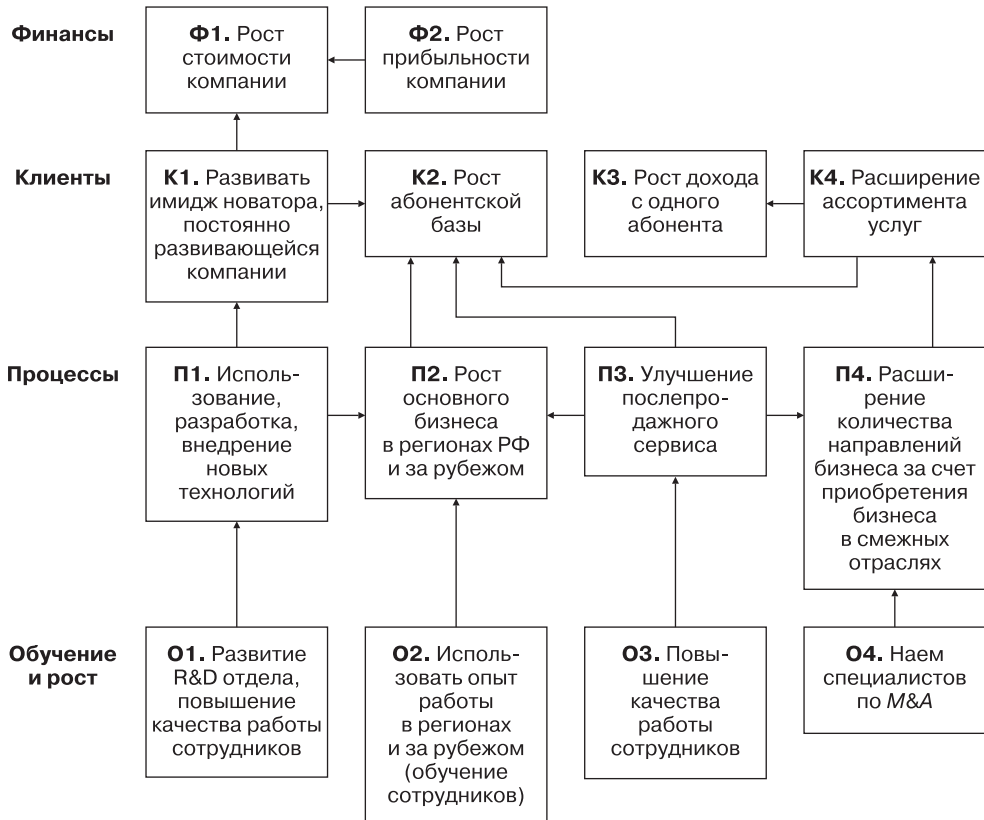 Финансы
Ф1. Рост
стоимости
компании
Ф2. Рост
прибыльности
компании
Клиенты
К1. Развивать
имидж новатора,
постоянно
развивающейся
компании
К2. Рост
абонентской
базы
К3. Рост дохода
с одного
абонента
К4. Расширение
ассортимента
услуг
Процессы
П1. Исполь-
зование,
разработка,
внедрение
новых
технологий
П2. Рост
основного
бизнеса
в регионах РФ
и за рубежом
П3. Улучшение
послепро-
дажного
сервиса
П4. Расши-
рение
количества
направлений
бизнеса за счет
приобретения
бизнеса
в смежных
отраслях
Обучение
и рост
О1. Развитие
R&D отдела,
повышение
качества работы
сотрудников
О2. Исполь-
зовать опыт
работы
в регионах
и за рубежом
(обучение
сотрудников)
О3. Повы-
шение
качества
работы
сотрудников
О4. Наем
специалистов
по M&A